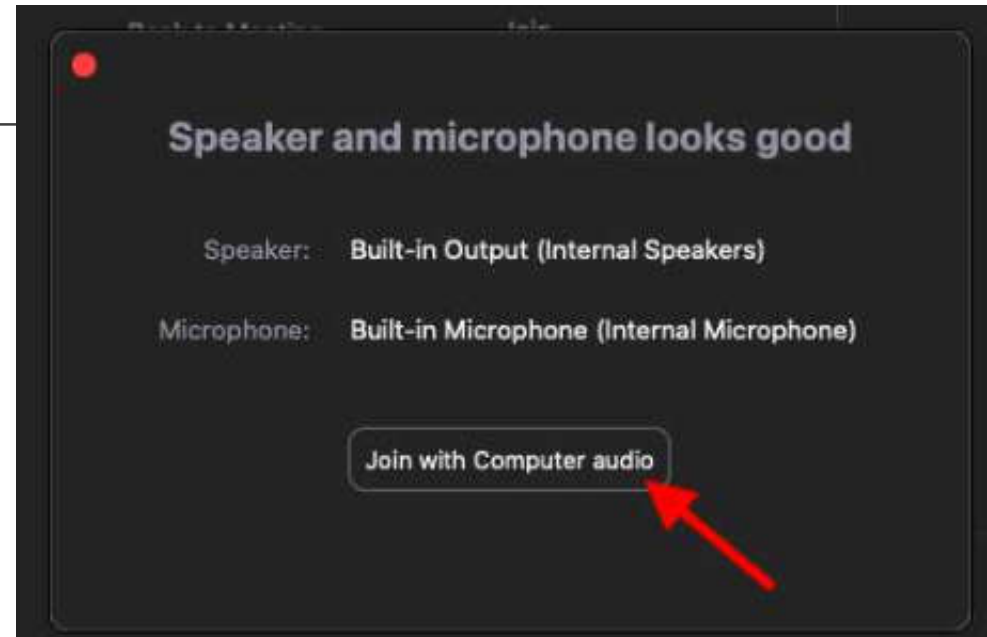 Speaker and microphone looks good
Speaker: Built-in Output (Internal Speakers)
Microphone: Built-in Microphone (Internal Microphone)
Join with Computer audio